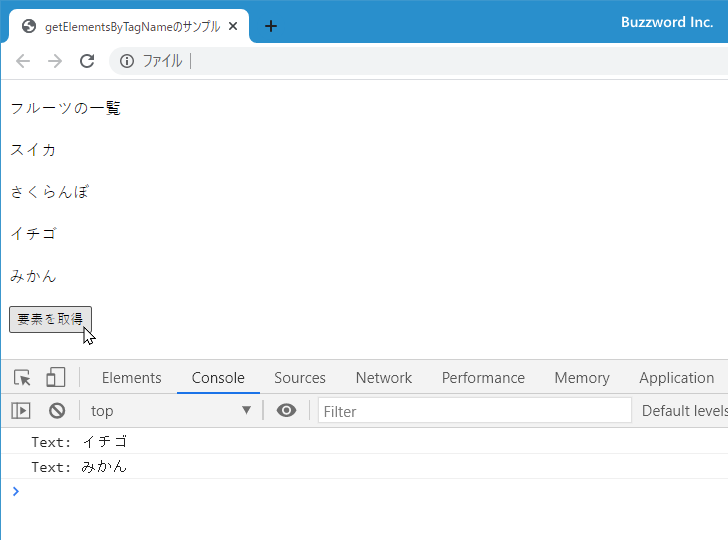 getElementsByTagNameのサンプル
Buzzword Inc.
ファイル
フルーツの一覧
スイカ
さくらんぼ
イチゴ
みかん
要素を取得
Elements Console Sources Network Performance Memory Application
top Filter Default levels
Text: イチゴ
Text: みかん